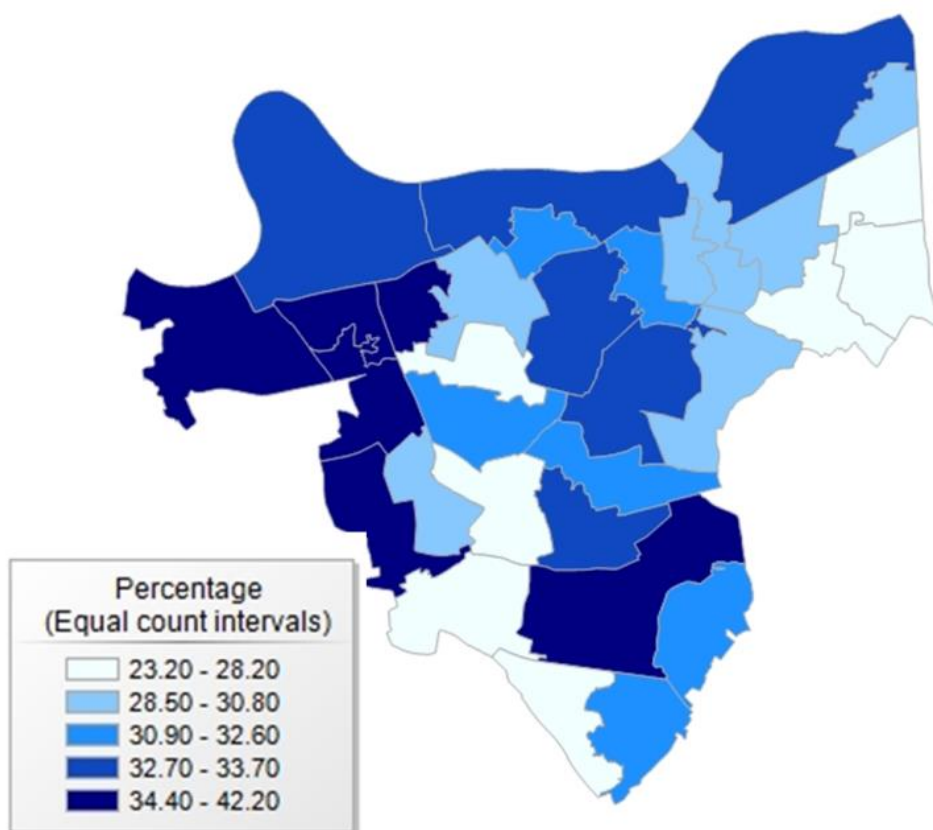 Percentage
(Equal count intervals)
23.20 - 28.20
28.50 - 30.80
30.90 - 32.60
32.70 - 33.70
34.40 - 42.20